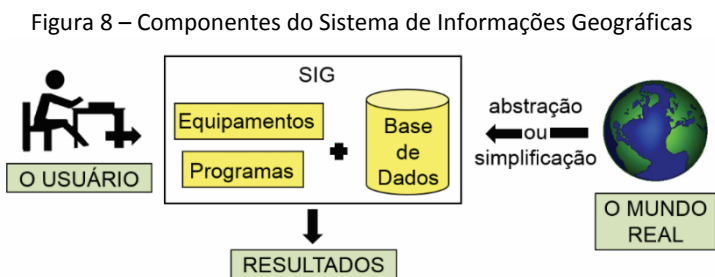 Figura 8 – Componentes do Sistema de Informações Geográficas
SIG
Equipamentos
Programas
Base
de
Dados
O USUÁRIO
abstração
ou
simplificação
O MUNDO
REAL
RESULTADOS